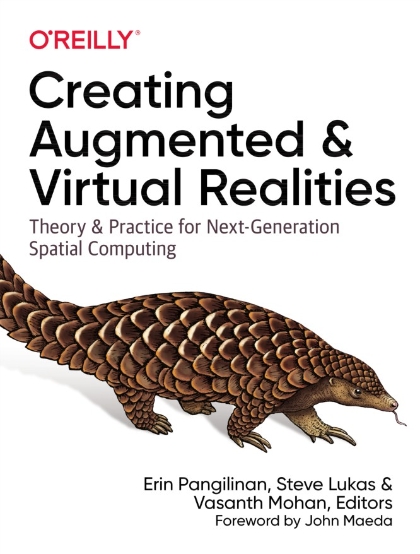 O'REILLY®
Creating
Augmented &
Virtual Realities
Theory & Practice for Next-Generation
Spatial Computing
Erin Pangilinan, Steve Lukas &
Vasanth Mohan, Editors
Foreword by John Maeda